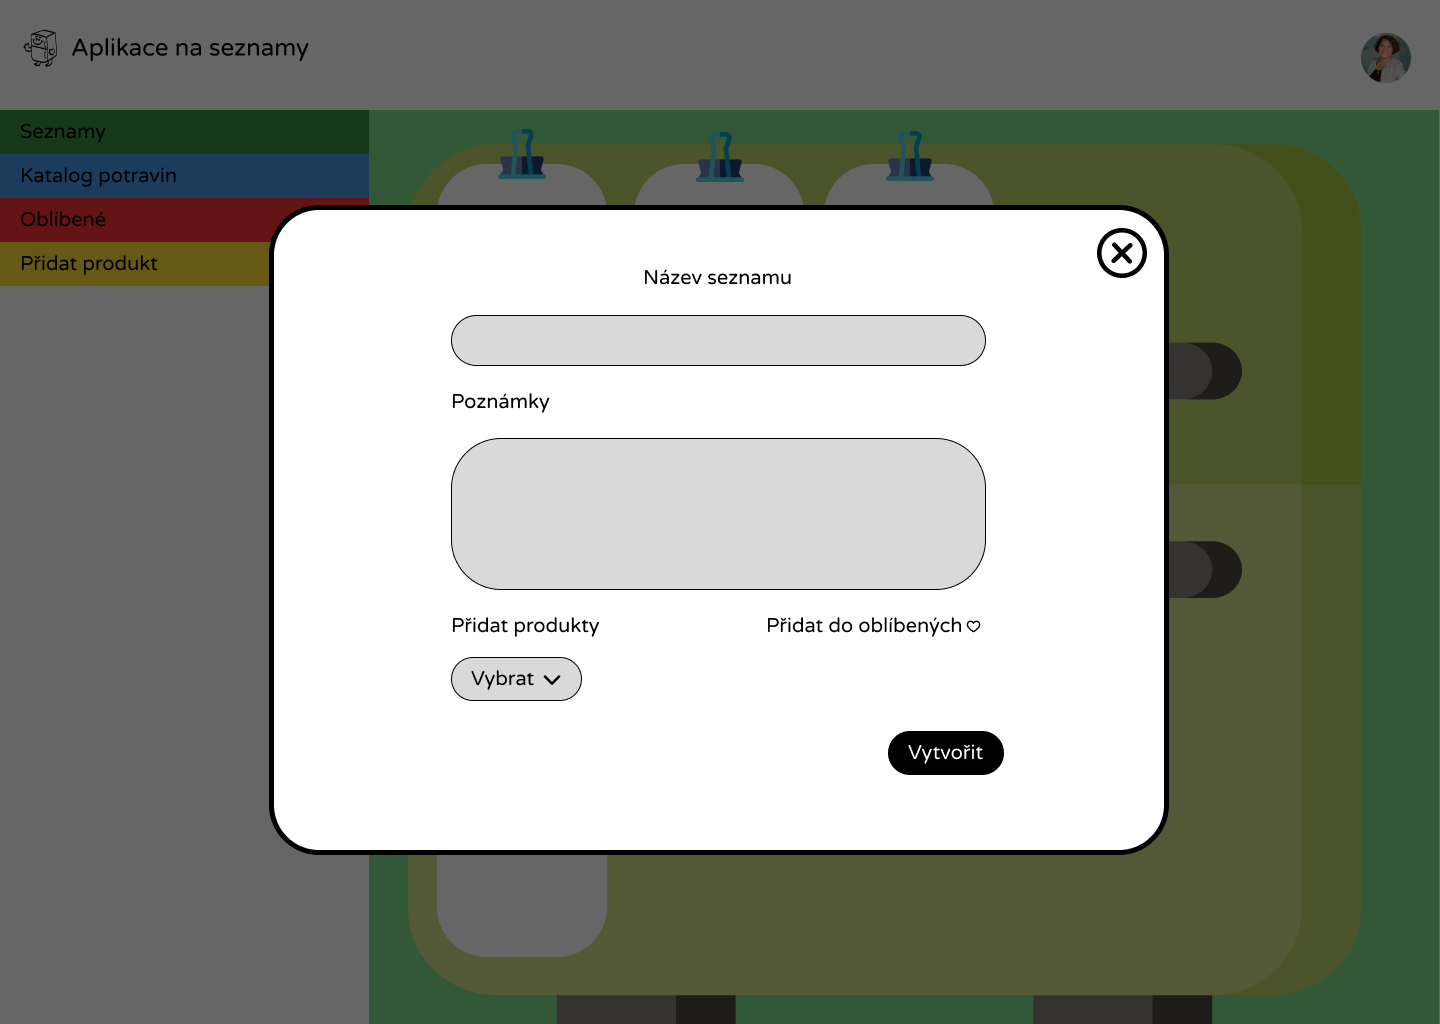 Aplikace na seznamy
Seznamy
Katalog potravin
Oblíbené
Přidat produkt
Název seznamu
Poznámky
Přidat produkty
Přidat do oblíbených
Vybrat
Vytvořit